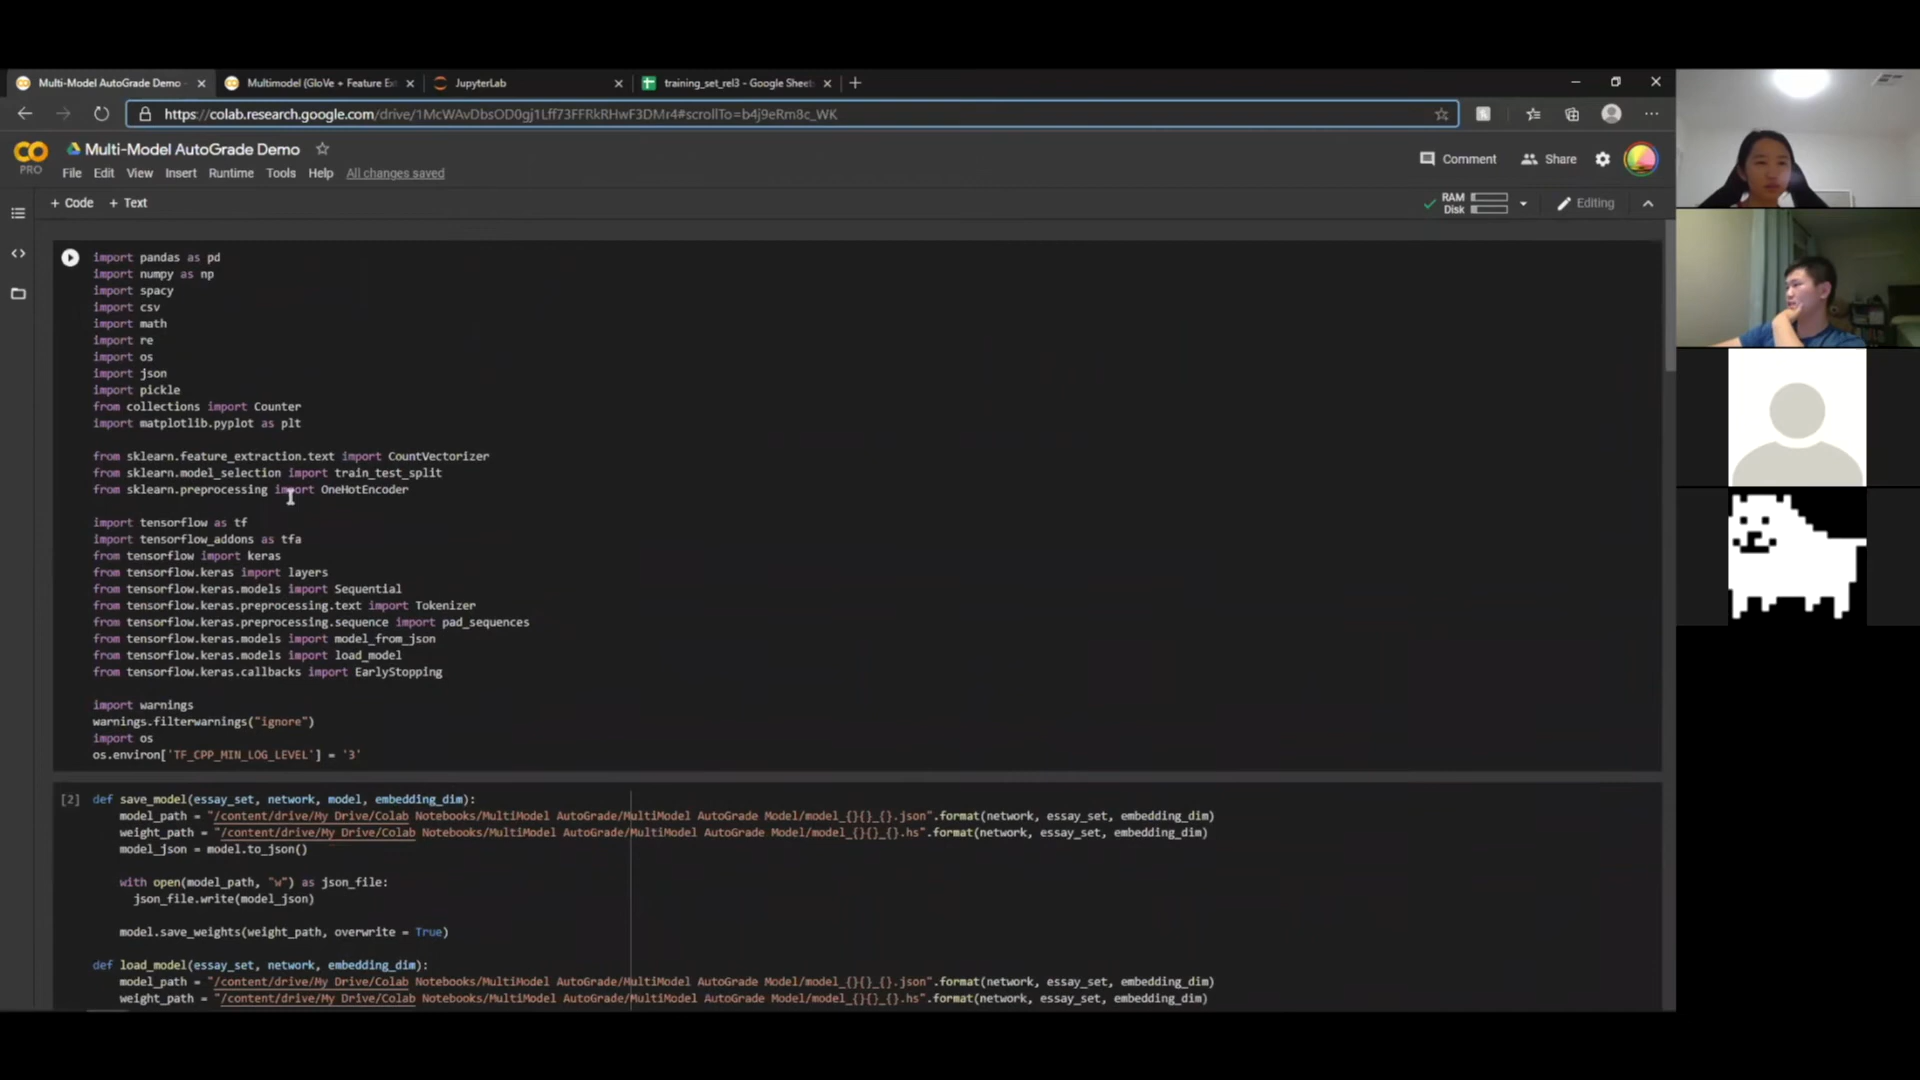 Multi-Model AutoGrade Demo
Multimodel (GloVe + Feature Ex
JupyterLab
training_set_rel3 - Google Sheets
https://colab.research.google.com/drive/1McWAvDbsOD0gj1Lff73FFRkRHwF3DMr4#scrollTo=b4j9eRm8c_WK
CO
PRO
Multi-Model AutoGrade Demo
Comment
Share
File Edit View Insert Runtime Tools Help All changes saved
+ Code + Text
RAM
Disk
Editing
import pandas as pd
import numpy as np
import spacy
import csv
import math
import re
import os
import json
import pickle
from collections import Counter
import matplotlib.pyplot as plt
from sklearn.feature_extraction.text import CountVectorizer
from sklearn.model_selection import train_test_split
from sklearn.preprocessing import OneHotEncoder
import tensorflow as tf
import tensorflow_addons as tfa
from tensorflow import keras
from tensorflow.keras import layers
from tensorflow.keras.models import Sequential
from tensorflow.keras.preprocessing.text import Tokenizer
from tensorflow.keras.preprocessing.sequence import pad_sequences
from tensorflow.keras.models import model_from_json
from tensorflow.keras.models import load_model
from tensorflow.keras.callbacks import EarlyStopping
import warnings
warnings.filterwarnings("ignore")
import os
os.environ['TF_CPP_MIN_LOG_LEVEL'] = '3'
[2] def save_model(essay_set, network, model, embedding_dim):
model_path = "/content/drive/My Drive/Colab Notebooks/MultiModel AutoGrade/MultiModel AutoGrade Model/model_{}{}_{}.json".format(network, essay_set, embedding_dim)
weight_path = "/content/drive/My Drive/Colab Notebooks/MultiModel AutoGrade/MultiModel AutoGrade Model/model_{}{}_{}.hs".format(network, essay_set, embedding_dim)
model_json = model.to_json()
with open(model_path, "w") as json_file:
json_file.write(model_json)
model.save_weights(weight_path, overwrite = True)
def load_model(essay_set, network, embedding_dim):
model_path = "/content/drive/My Drive/Colab Notebooks/MultiModel AutoGrade/MultiModel AutoGrade Model/model_{}{}_{}.json".format(network, essay_set, embedding_dim)
weight_path = "/content/drive/My Drive/Colab Notebooks/MultiModel AutoGrade/MultiModel AutoGrade Model/model_{}{}_{}.hs".format(network, essay_set, embedding_dim)